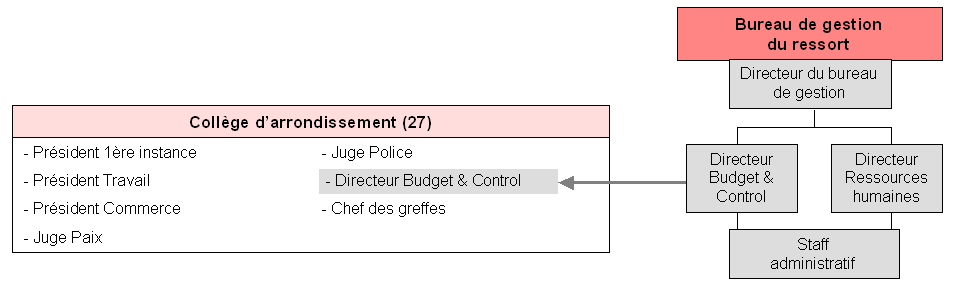 Bureau de gestion
du ressort
Directeur du bureau
de gestion
Collège d'arrondissement (27)
- Président 1ère instance
- Président Travail
- Président Commerce
- Juge Paix
- Juge Police
- Directeur Budget & Control
- Chef des greffes
Directeur
Budget &
Control
Directeur
Ressources
humaines
Staff
administratif